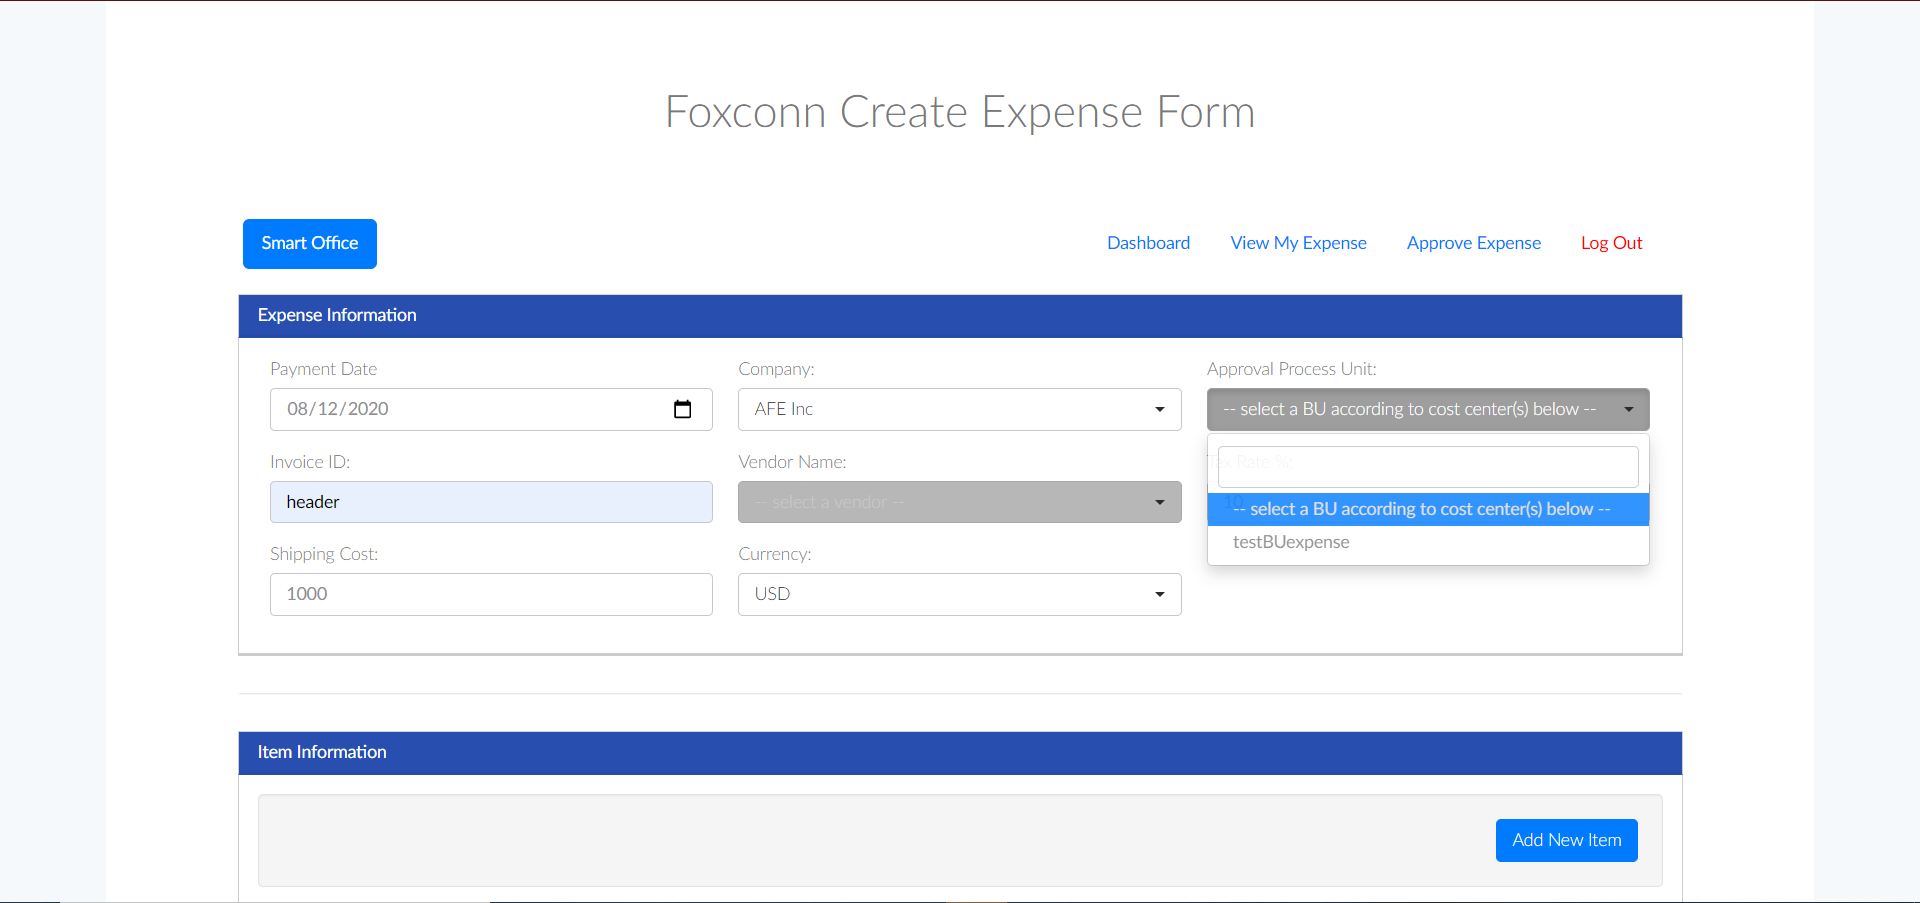 Foxconn Create Expense Form
Smart Office
Dashboard
View My Expense
Approve Expense
Log Out
Expense Information
Payment Date
Company:
Approval Process Unit:
08/12/2020
AFE Inc
-- select a BU according to cost center(s) below --
Invoice ID:
Vendor Name:
Tax Rate %:
header
-- select a vendor --
10
-- select a BU according to cost center(s) below --
testBUexpense
Shipping Cost:
Currency:
1000
USD
Item Information
Add New Item